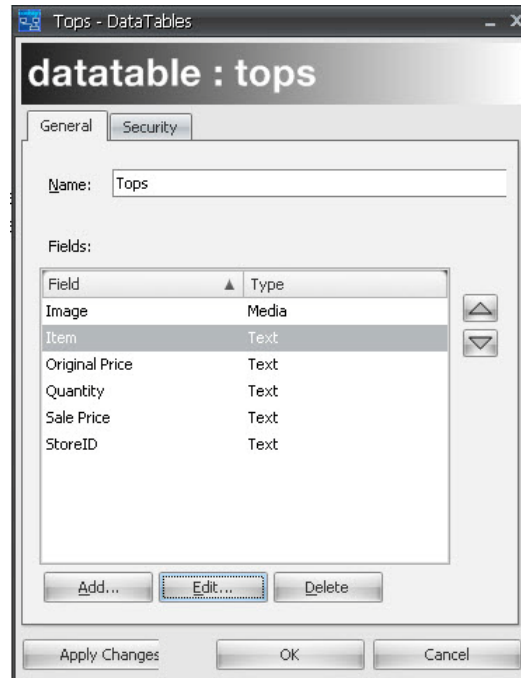 Tops - DataTables
datatable : tops
General Security
Name: Tops
Fields:
Field Type
Image Media
Item Text
Original Price Text
Quantity Text
Sale Price Text
StoreID Text
Add... Edit... Delete
Apply Changes OK Cancel